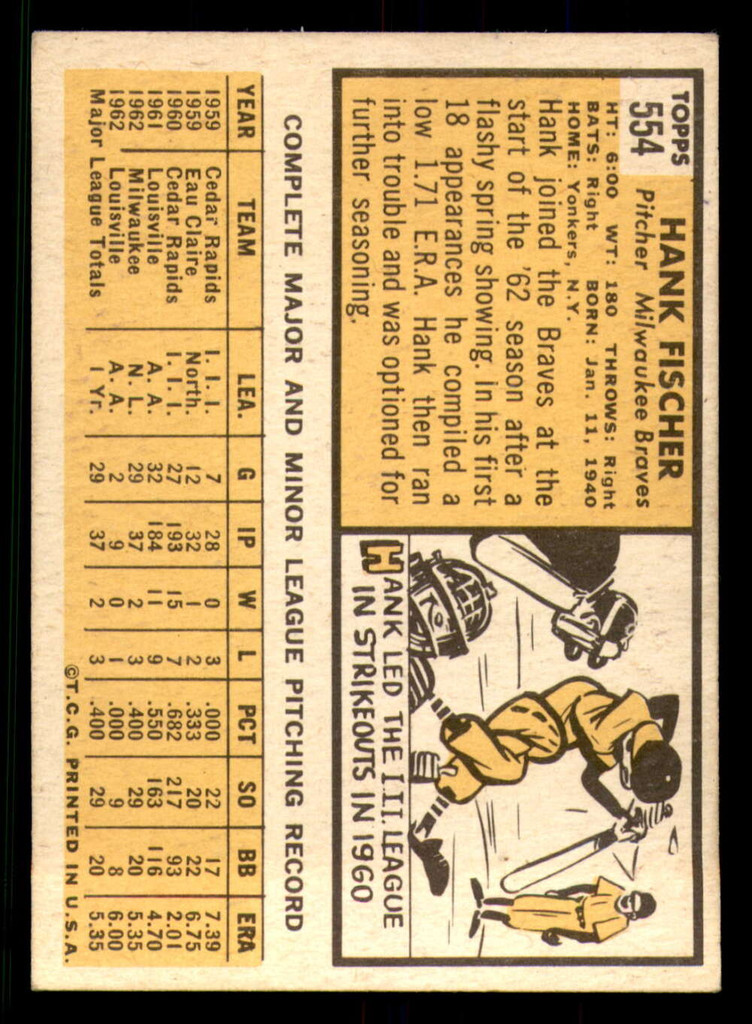 TOPPS
554
HANK FISCHER
Pitcher Milwaukee Braves
HT: 6:00 WT: 180 THROWS: Right
BATS: Right BORN: Jan. 11, 1940
HOME: Yonkers, N.Y.
Hank joined the Braves at the
start of the '62 season after a
flashy spring showing. In his first
18 appearances he compiled a
low 1.71 E.R.A. Hank then ran
into trouble and was optioned for
further seasoning.
HANK LED THE I.I.I. LEAGUE
IN STRIKEOUTS IN 1960
COMPLETE MAJOR AND MINOR LEAGUE PITCHING RECORD
YEAR TEAM LEA. G IP W L PCT SO BB ERA
1959 Cedar Rapids I. I. I. 7 28 0 3 .000 22 17 7.39
1959 Eau Claire North. 12 32 1 2 .333 20 22 6.75
1960 Cedar Rapids I. I. I. 27 193 15 7 .682 217 93 2.01
1961 Louisville A. A. 32 184 11 9 .550 163 116 4.70
1962 Milwaukee N. L. 29 37 2 3 .400 29 20 5.35
1962 Louisville A. A. 2 9 0 1 .000 9 8 6.00
Major League Totals 1 Yr. 29 37 2 3 .400 29 20 5.35
©T.C.G. PRINTED IN U.S.A.